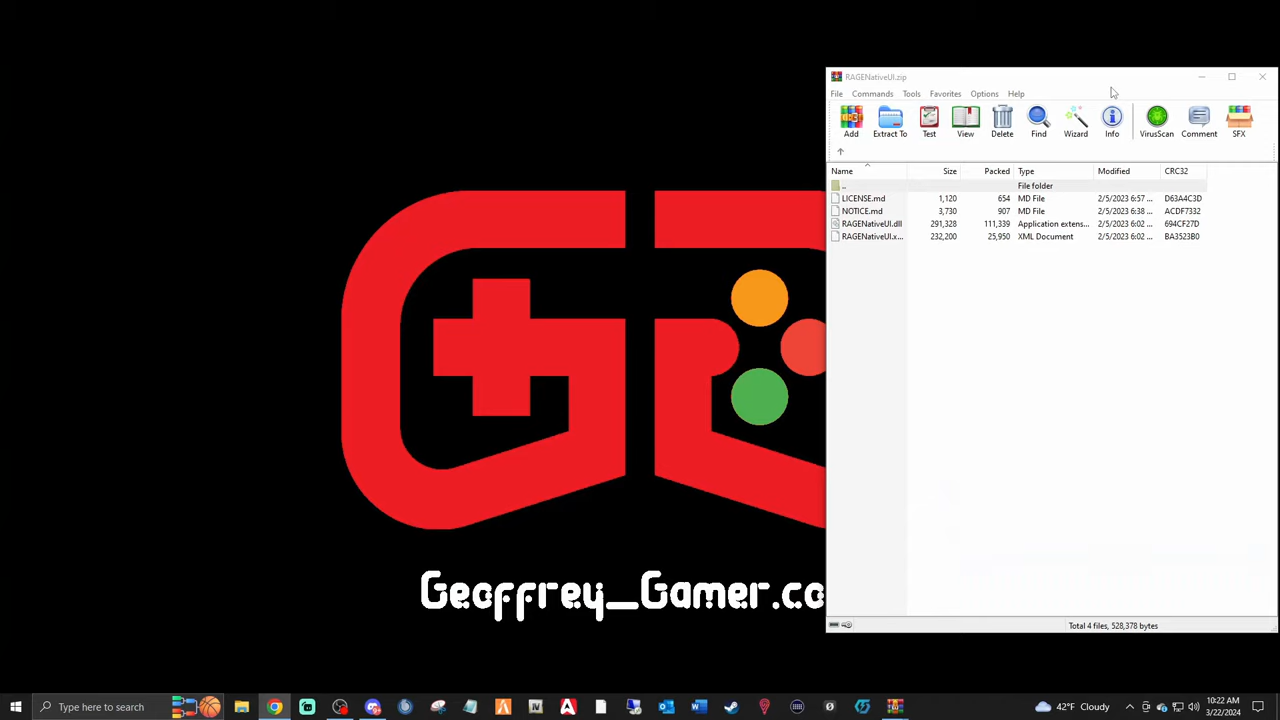 RAGENativeUI.zip
File Commands Tools Favorites Options Help
Add Extract To Test View Delete Find Wizard Info VirusScan Comment SFX
Name Size Packed Type Modified CRC32
.. File folder
LICENSE.md 1,120 654 MD File 2/5/2023 6:57 ... D63A4C3D
NOTICE.md 3,730 907 MD File 2/5/2023 6:38 ... ACDF7332
RAGENativeUI.dll 291,328 111,339 Application extens... 2/5/2023 6:02 ... 694CF27D
RAGENativeUI.x... 232,200 25,950 XML Document 2/5/2023 6:02 ... BA3523B0
Geoffrey_Gamer.co
Total 4 files, 528,378 bytes
Type here to search
42°F Cloudy
10:22 AM
3/22/2024